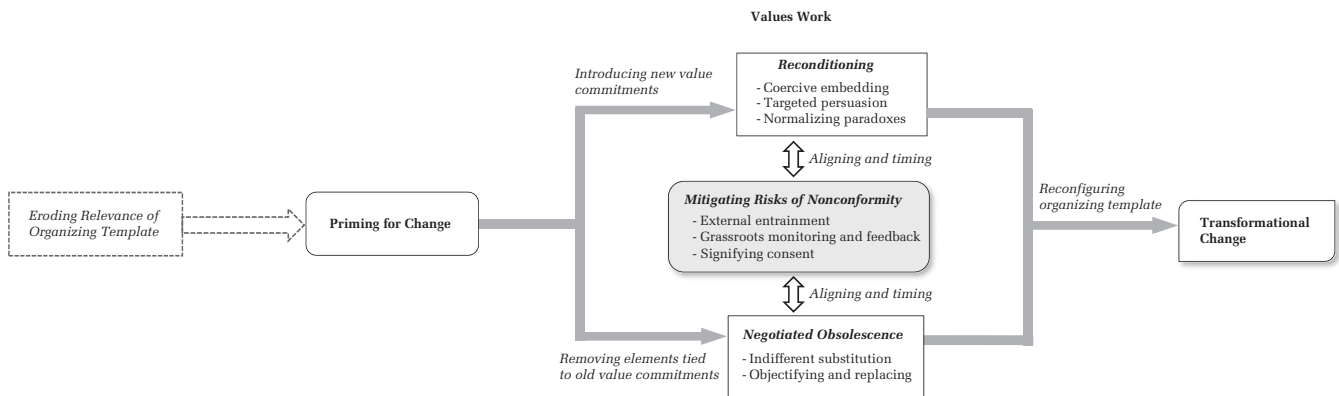 Values Work
Eroding Relevance of
Organizing Template
Priming for Change
Introducing new value
commitments
Reconditioning
- Coercive embedding
- Targeted persuasion
- Normalizing paradoxes
Aligning and timing
Mitigating Risks of Nonconformity
- External entrainment
- Grassroots monitoring and feedback
- Signifying consent
Aligning and timing
Removing elements tied
to old value commitments
Negotiated Obsolescence
- Indifferent substitution
- Objectifying and replacing
Reconfiguring
organizing template
Transformational
Change